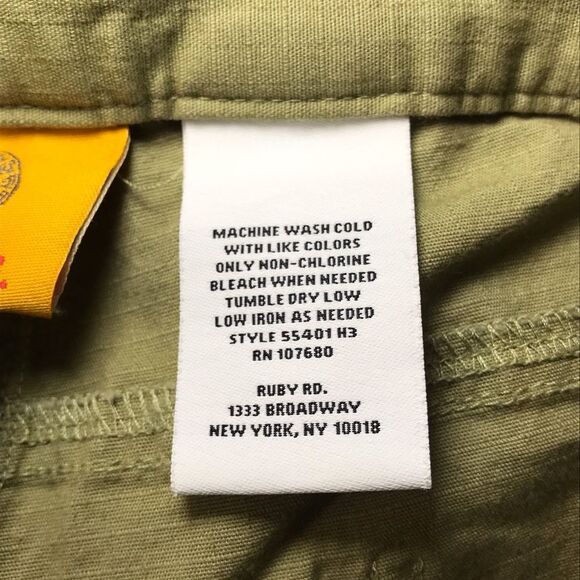 MACHINE WASH COLD
WITH LIKE COLORS
ONLY NON-CHLORINE
BLEACH WHEN NEEDED
TUMBLE DRY LOW
LOW IRON AS NEEDED
STYLE 55401 H3
RN 107680
RUBY RD.
1333 BROADWAY
NEW YORK, NY 10018